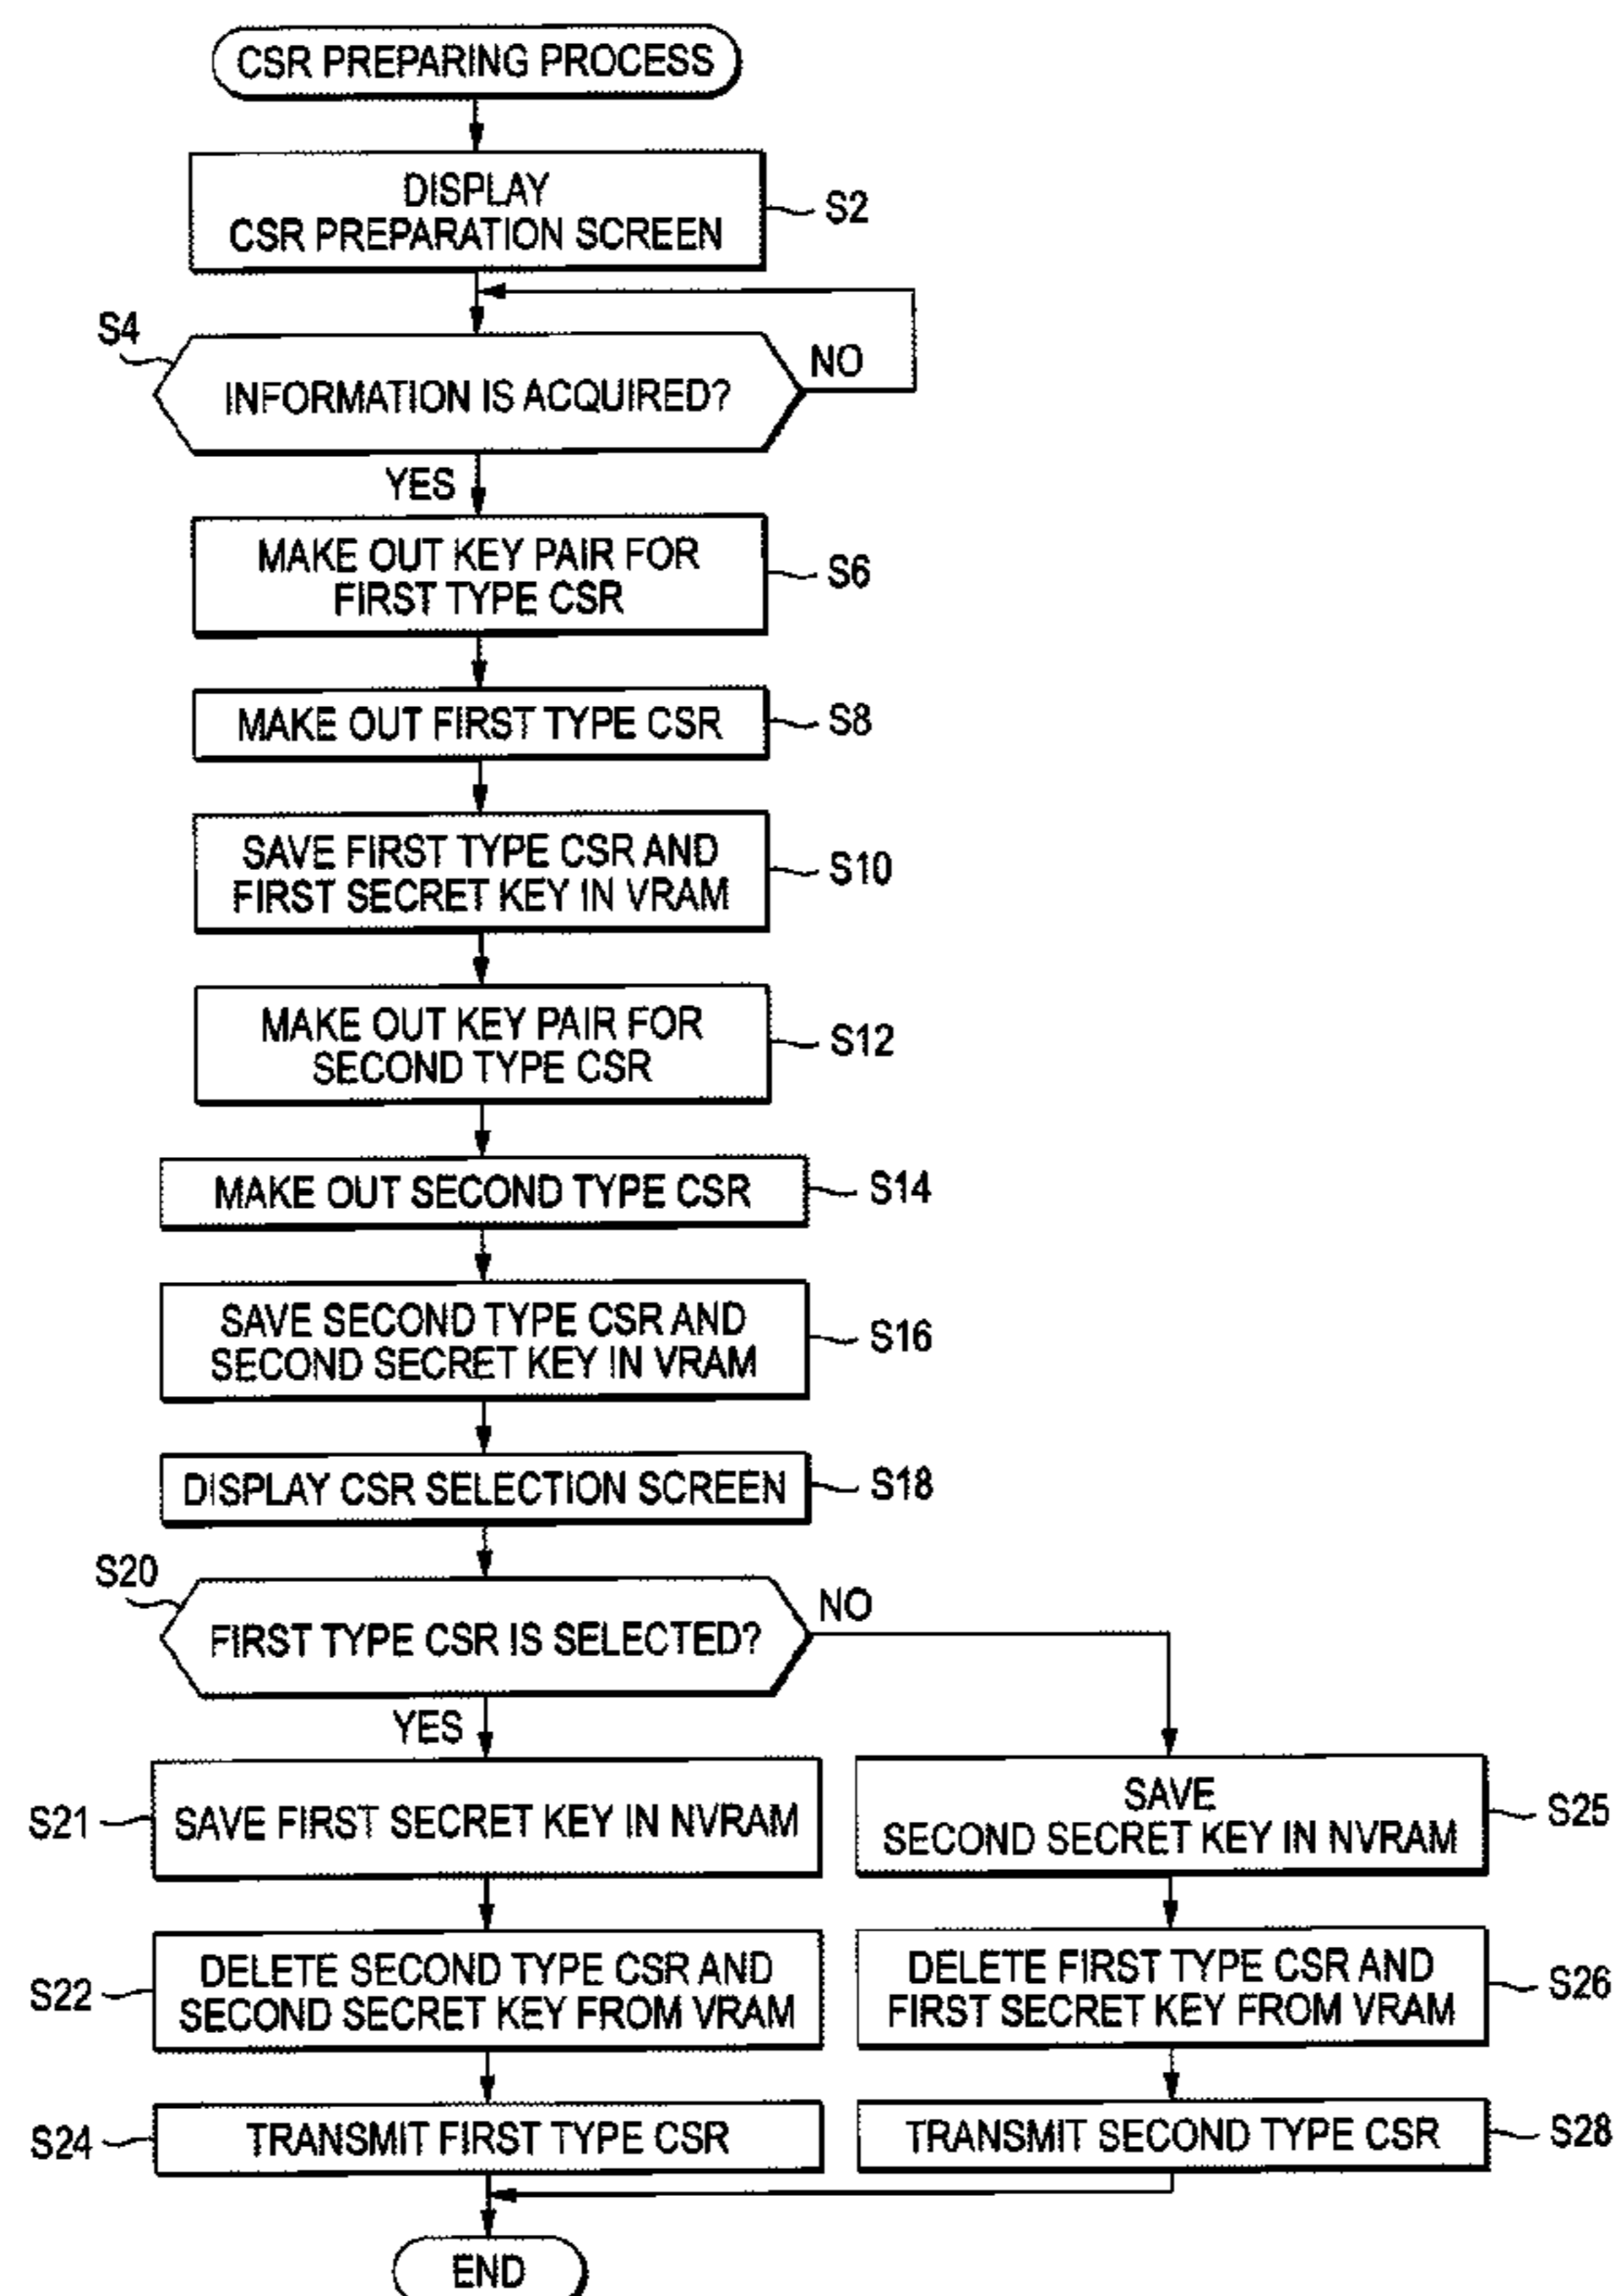 CSR PREPARING PROCESS
DISPLAY
CSR PREPARATION SCREEN
S2
S4
INFORMATION IS ACQUIRED?
NO
YES
MAKE OUT KEY PAIR FOR
FIRST TYPE CSR
S6
MAKE OUT FIRST TYPE CSR
S8
SAVE FIRST TYPE CSR AND
FIRST SECRET KEY IN VRAM
S10
MAKE OUT KEY PAIR FOR
SECOND TYPE CSR
S12
MAKE OUT SECOND TYPE CSR
S14
SAVE SECOND TYPE CSR AND
SECOND SECRET KEY IN VRAM
S16
DISPLAY CSR SELECTION SCREEN
S18
S20
FIRST TYPE CSR IS SELECTED?
NO
YES
S21
SAVE FIRST SECRET KEY IN NVRAM
SAVE
SECOND SECRET KEY IN NVRAM
S25
S22
DELETE SECOND TYPE CSR AND
SECOND SECRET KEY FROM VRAM
DELETE FIRST TYPE CSR AND
FIRST SECRET KEY FROM VRAM
S26
S24
TRANSMIT FIRST TYPE CSR
TRANSMIT SECOND TYPE CSR
S28
END